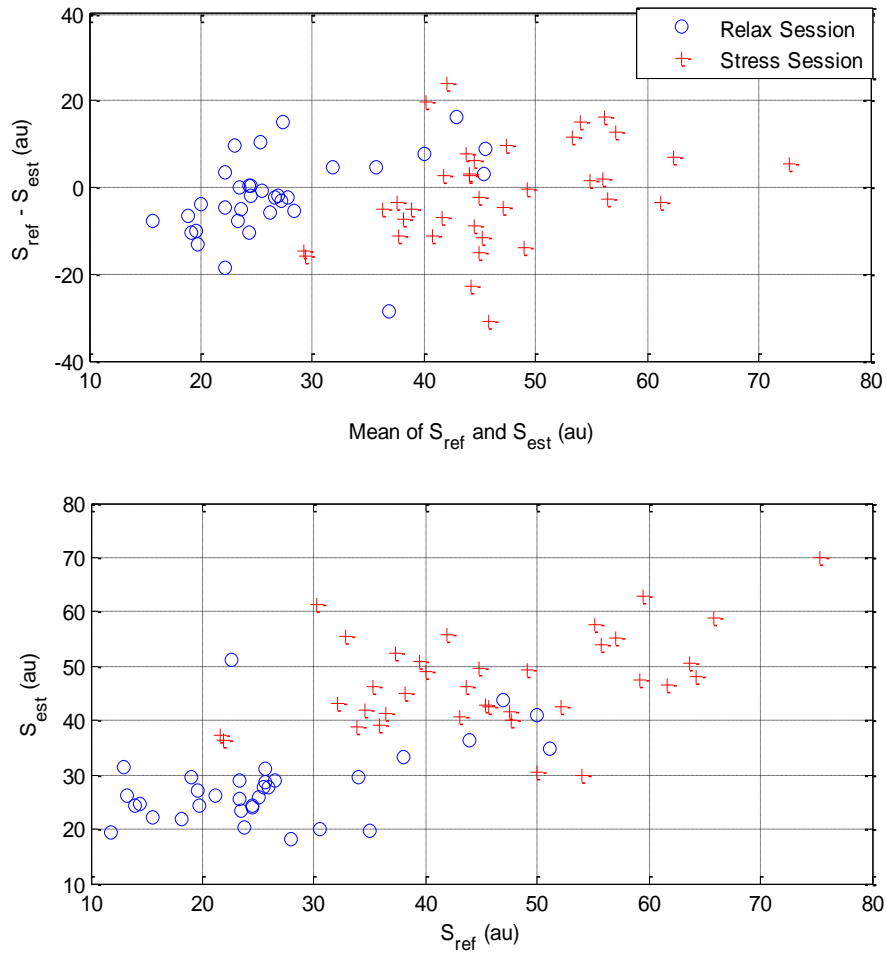 40
20
0
-20
-40
S_ref - S_est (au)
Relax Session
Stress Session
10 20 30 40 50 60 70 80
Mean of S_ref and S_est (au)
80
70
60
50
40
30
20
10
S_est (au)
10 20 30 40 50 60 70 80
S_ref (au)